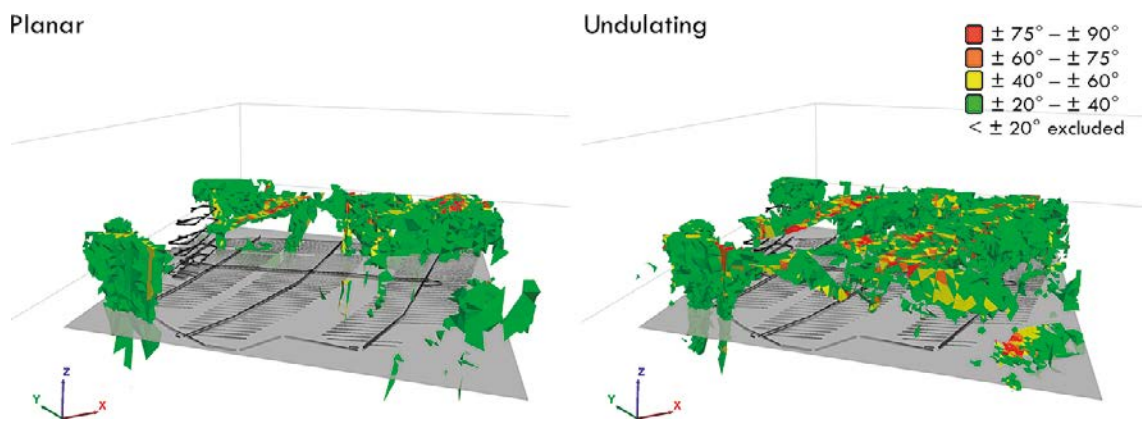 Planar
Undulating
± 75° – ± 90°
± 60° – ± 75°
± 40° – ± 60°
± 20° – ± 40°
< ± 20° excluded
Z
Y
X
Z
Y
X